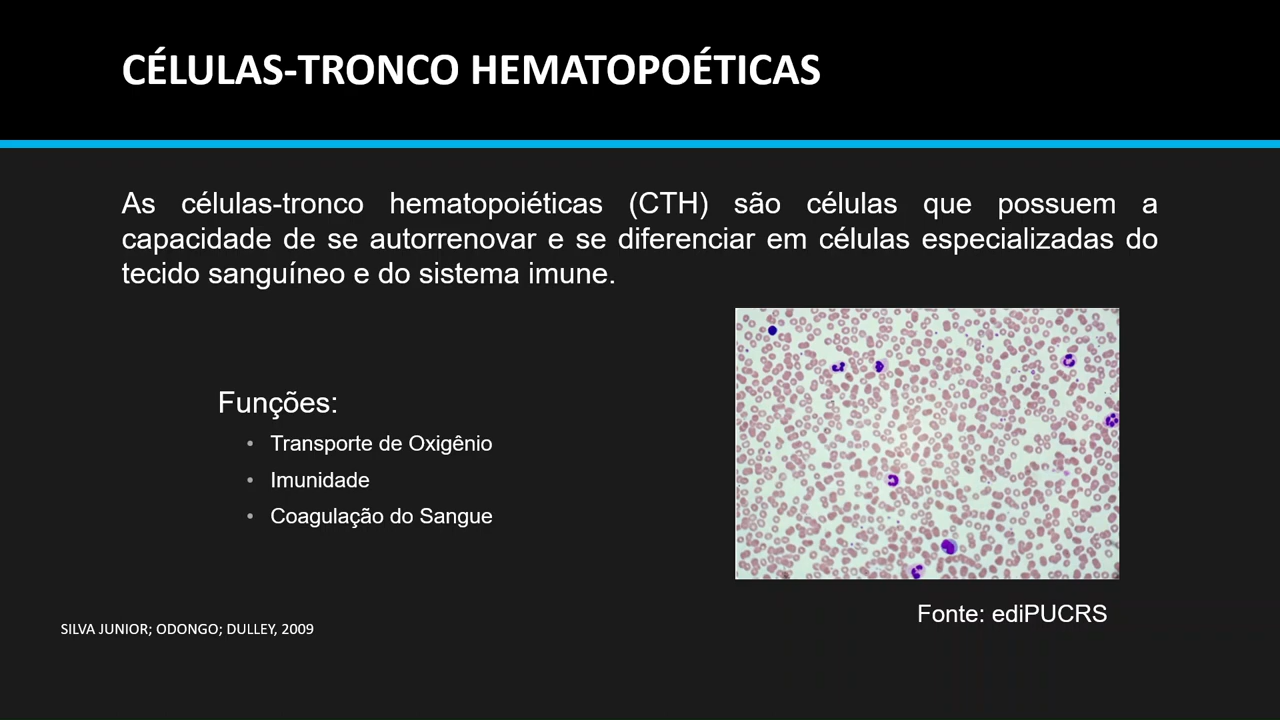 CÉLULAS-TRONCO HEMATOPOÉTICAS
As células-tronco hematopoiéticas (CTH) são células que possuem a
capacidade de se autorrenovar e se diferenciar em células especializadas do
tecido sanguíneo e do sistema imune.
Funções:
• Transporte de Oxigênio
• Imunidade
• Coagulação do Sangue
Fonte: ediPUCRS
SILVA JUNIOR; ODONGO; DULLEY, 2009